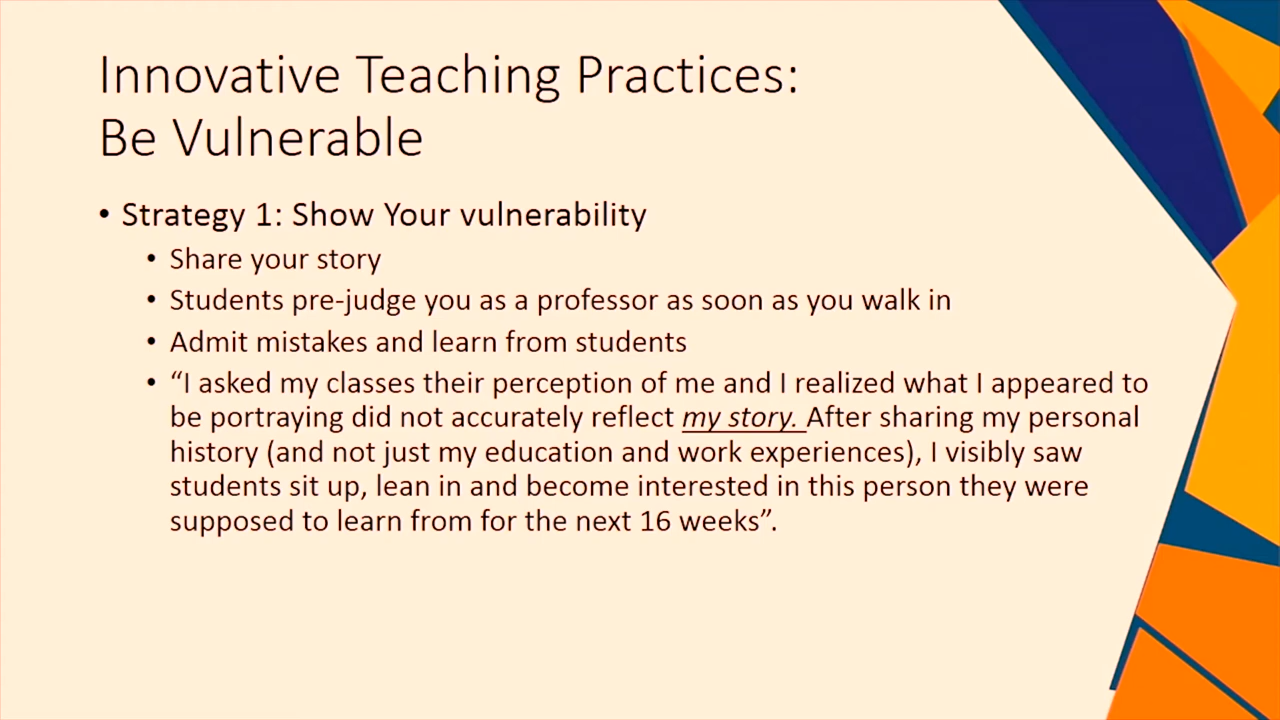 Innovative Teaching Practices:
Be Vulnerable
• Strategy 1: Show Your vulnerability
• Share your story
• Students pre-judge you as a professor as soon as you walk in
• Admit mistakes and learn from students
• “I asked my classes their perception of me and I realized what I appeared to
be portraying did not accurately reflect my story. After sharing my personal
history (and not just my education and work experiences), I visibly saw
students sit up, lean in and become interested in this person they were
supposed to learn from for the next 16 weeks”.